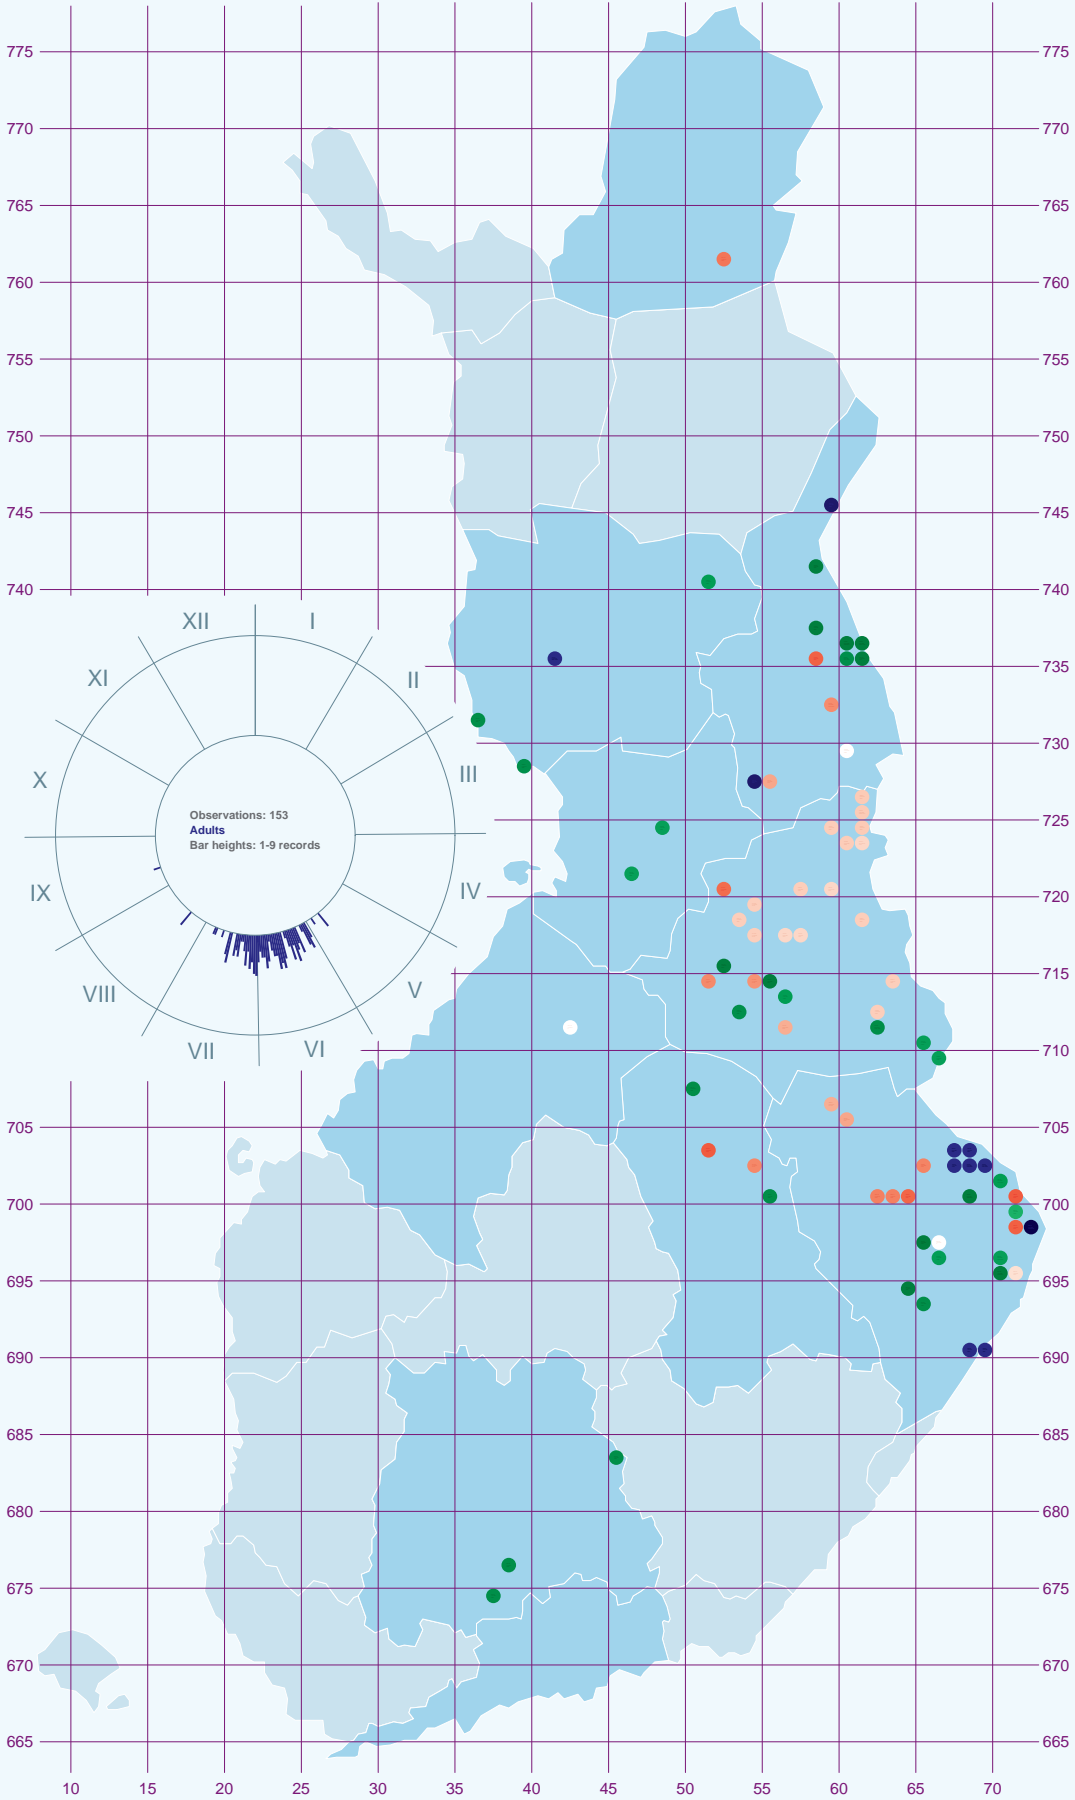 775 775
770 770
765 765
760 760
755 755
750 750
745 745
740 740
XII I
XI II
735 735
730 730
X III
Observations: 153
Adults
Bar heights: 1-9 records
725 725
IX IV
720 720
VIII V
715 715
VII VI
710 710
705 705
700 700
695 695
690 690
685 685
680 680
675 675
670 670
665 665
10 15 20 25 30 35 40 45 50 55 60 65 70